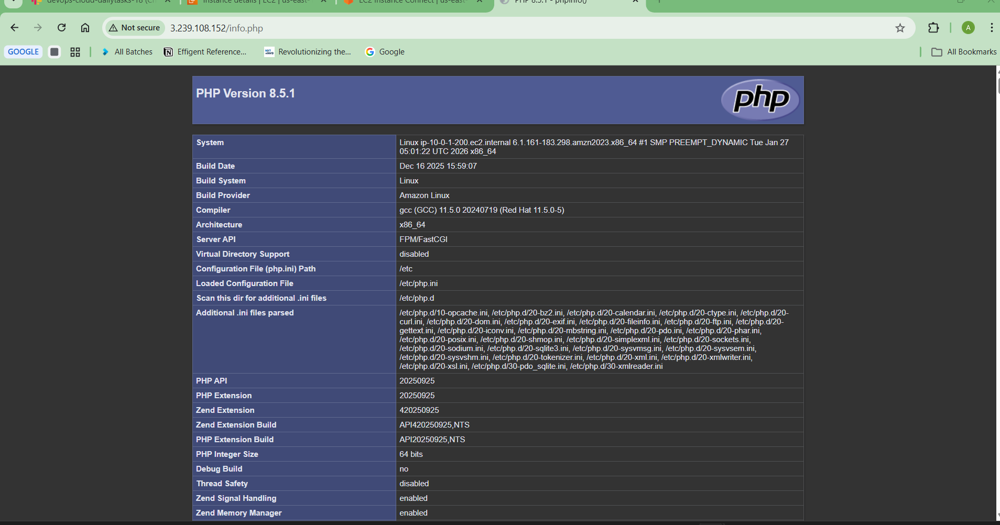 devops-cloud-dailytasks-18
Instance details | EC2 | us-east-
EC2 Instance Connect | us-east-
PHP 8.5.1 - phpinfo()
Not secure
3.239.108.152/info.php
A
GOOGLE
All Batches
Effigent Reference...
Revolutionizing the...
Google
All Bookmarks
PHP Version 8.5.1
php
System
Linux ip-10-0-1-200.ec2.internal 6.1.161-183.298.amzn2023.x86_64 #1 SMP PREEMPT_DYNAMIC Tue Jan 27
05:01:22 UTC 2026 x86_64
Build Date
Dec 16 2025 15:59:07
Build System
Linux
Build Provider
Amazon Linux
Compiler
gcc (GCC) 11.5.0 20240719 (Red Hat 11.5.0-5)
Architecture
x86_64
Server API
FPM/FastCGI
Virtual Directory Support
disabled
Configuration File (php.ini) Path
/etc
Loaded Configuration File
/etc/php.ini
Scan this dir for additional .ini files
/etc/php.d
Additional .ini files parsed
/etc/php.d/10-opcache.ini, /etc/php.d/20-bz2.ini, /etc/php.d/20-calendar.ini, /etc/php.d/20-ctype.ini, /etc/php.d/20-
curl.ini, /etc/php.d/20-dom.ini, /etc/php.d/20-exif.ini, /etc/php.d/20-fileinfo.ini, /etc/php.d/20-ftp.ini, /etc/php.d/20-
gettext.ini, /etc/php.d/20-iconv.ini, /etc/php.d/20-mbstring.ini, /etc/php.d/20-pdo.ini, /etc/php.d/20-phar.ini,
/etc/php.d/20-posix.ini, /etc/php.d/20-shmop.ini, /etc/php.d/20-simplexml.ini, /etc/php.d/20-sockets.ini,
/etc/php.d/20-sodium.ini, /etc/php.d/20-sqlite3.ini, /etc/php.d/20-sysvmsg.ini, /etc/php.d/20-sysvsem.ini,
/etc/php.d/20-sysvshm.ini, /etc/php.d/20-tokenizer.ini, /etc/php.d/20-xml.ini, /etc/php.d/20-xmlwriter.ini,
/etc/php.d/20-xsl.ini, /etc/php.d/30-pdo_sqlite.ini, /etc/php.d/30-xmlreader.ini
PHP API
20250925
PHP Extension
20250925
Zend Extension
420250925
Zend Extension Build
API420250925,NTS
PHP Extension Build
API20250925,NTS
PHP Integer Size
64 bits
Debug Build
no
Thread Safety
disabled
Zend Signal Handling
enabled
Zend Memory Manager
enabled